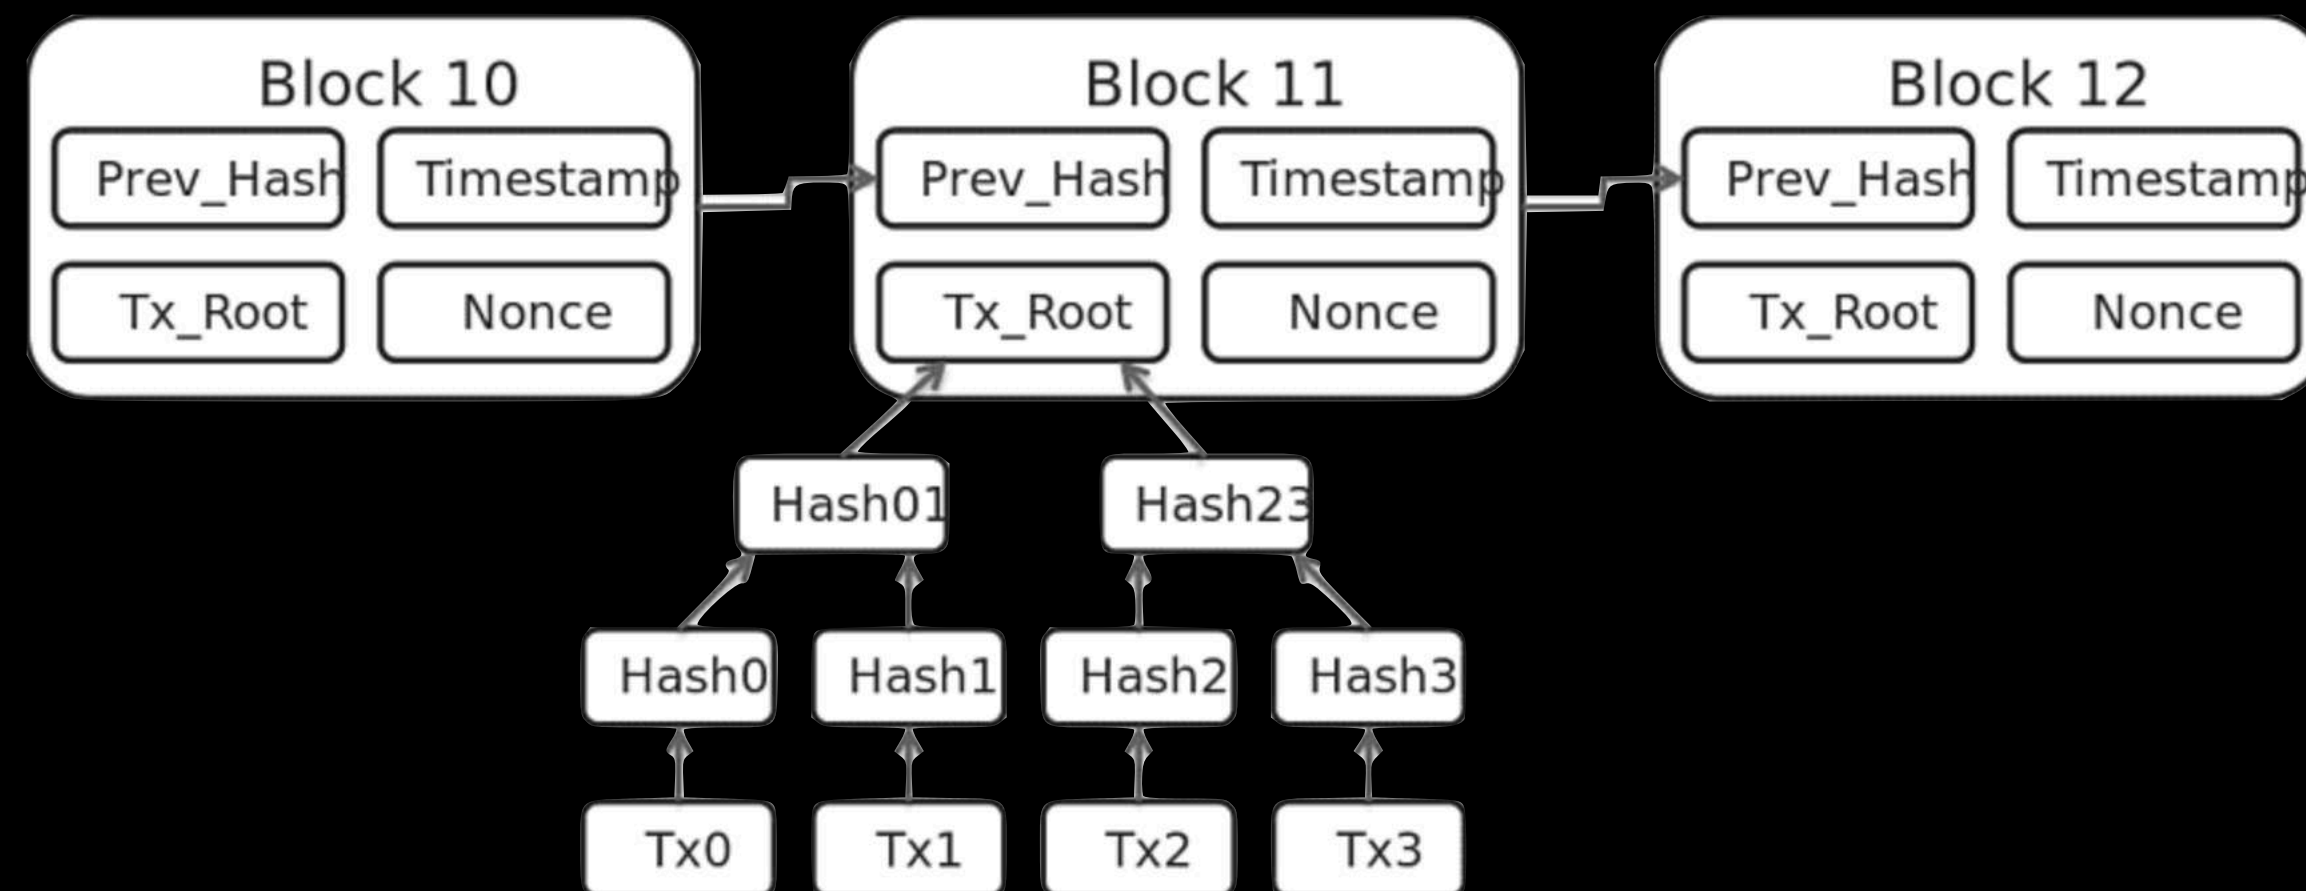 Block 10 Block 11 Block 12
Prev_Hash Timestamp Prev_Hash Timestamp Prev_Hash Timestamp
Tx_Root Nonce Tx_Root Nonce Tx_Root Nonce
Hash01 Hash23
Hash0 Hash1 Hash2 Hash3
Tx0 Tx1 Tx2 Tx3